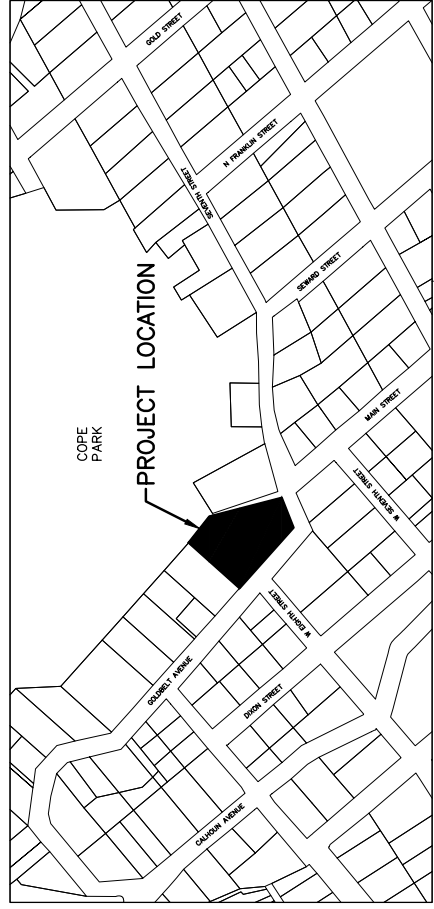 GOLD STREET
N FRANKLIN STREET
SEVENTH STREET
SEWARD STREET
PROJECT LOCATION
COPE
PARK
MAIN STREET
W SEVENTH STREET
W EIGHTH STREET
GOLDBELT AVENUE
DIXON STREET
CALHOUN AVENUE